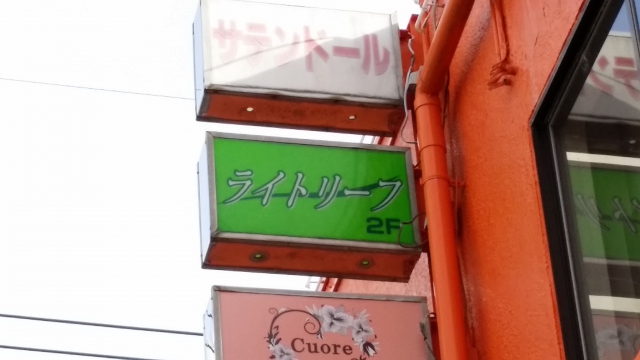 サテンドール
ライトリーフ
2F
Cuore